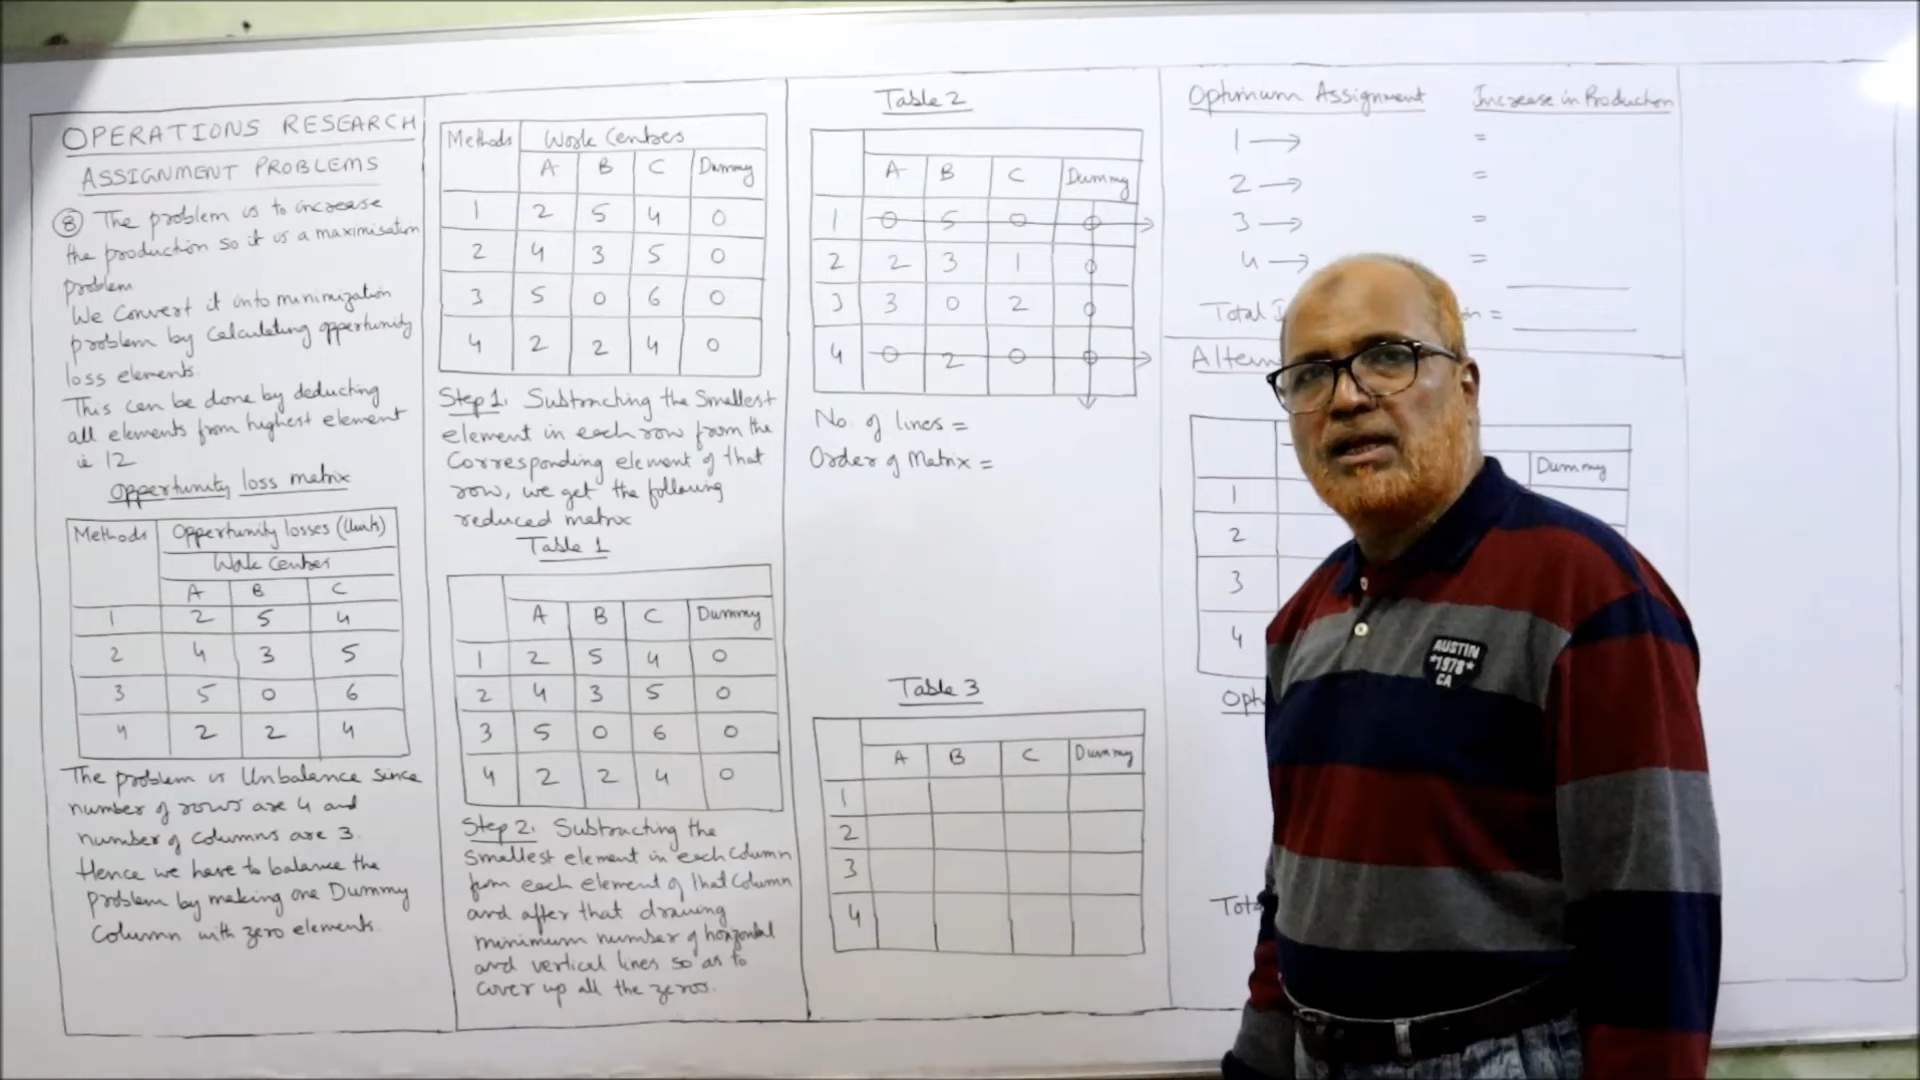 OPERATIONS RESEARCH
ASSIGNMENT PROBLEMS
8 The problem is to increase
the production so it is a maximisation
problem
We Convert it into minimization
problem by calculating oppertunity
loss elements.
This can be done by deducting
all elements from highest element
ie 12
Oppertunity loss matrix
Methods Oppertunity losses (Units)
Work Centres
A B C
1 2 5 4
2 4 3 5
3 5 0 6
4 2 2 4
The problem is Unbalance since
number of rows are 4 and
number of columns are 3.
Hence we have to balance the
problem by making one Dummy
Column with zero elements.
Methods Work Centres
A B C Dummy
1 2 5 4 0
2 4 3 5 0
3 5 0 6 0
4 2 2 4 0
Step 1. Subtracting the Smallest
element in each row from the
Corresponding element of that
row, we get the following
reduced matrix
Table 1
A B C Dummy
1 2 5 4 0
2 4 3 5 0
3 5 0 6 0
4 2 2 4 0
Step 2. Subtracting the
Smallest element in each Column
from each element of that Column
and after that drawing
minimum number of horizontal
and vertical lines so as to
Cover up all the zeros.
Table 2
A B C Dummy
1 0 5 0 0
2 2 3 1 0
3 3 0 2 0
4 0 2 0 0
No. of lines =
Order of Matrix =
Table 3
A B C Dummy
1
2
3
4
Optimum Assignment Increase in Production
1 → =
2 → =
3 → =
4 → =
Total =
Altern
Dummy
1
2
3
4
Opt
Tota
AUSTIN
*1978*
CA